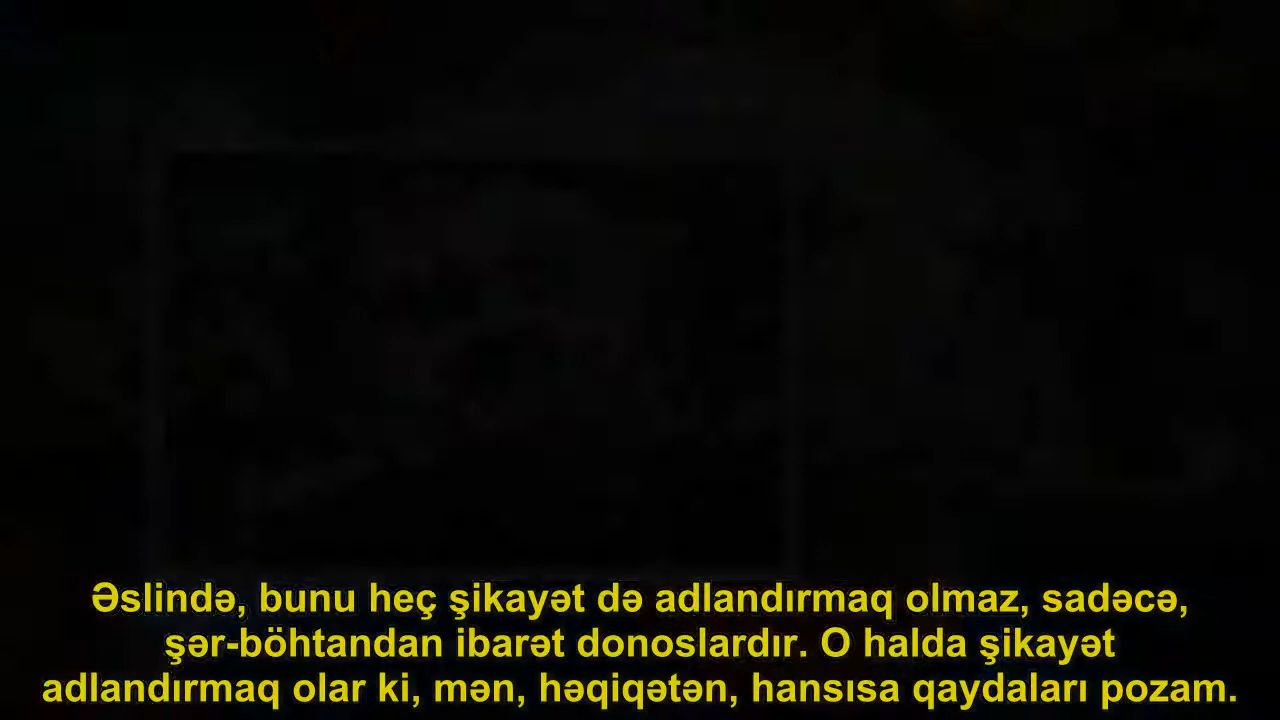 Əslində, bunu heç şikayət də adlandırmaq olmaz, sadəcə,
şər-böhtandan ibarət donoslardır. O halda şikayət
adlandırmaq olar ki, mən, həqiqətən, hansısa qaydaları pozam.